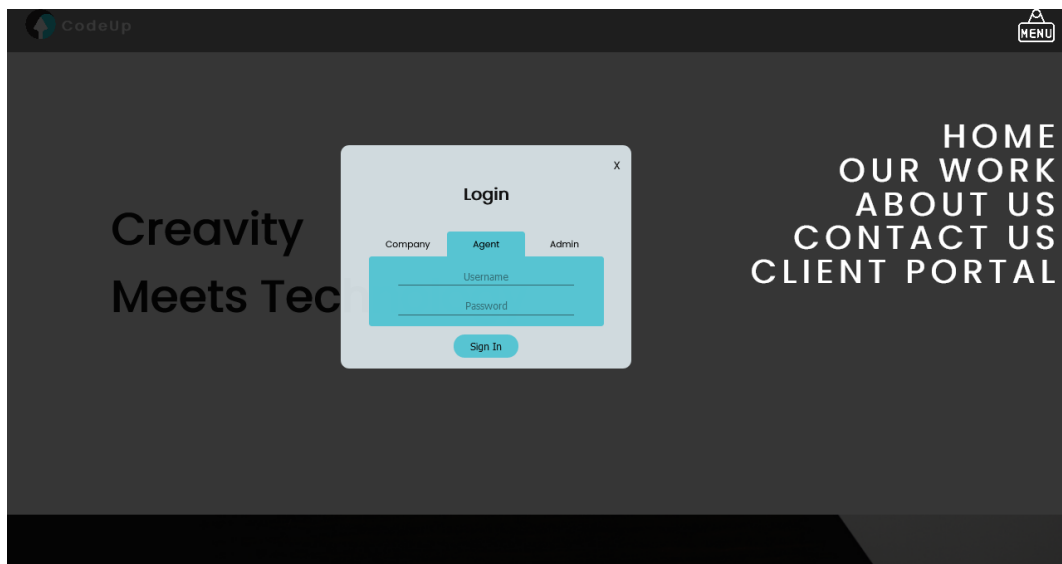 CodeUp
MENU
HOME
OUR WORK
ABOUT US
CONTACT US
CLIENT PORTAL
Creavity
Meets Tech
X
Login
Company Agent Admin
Username
Password
Sign In